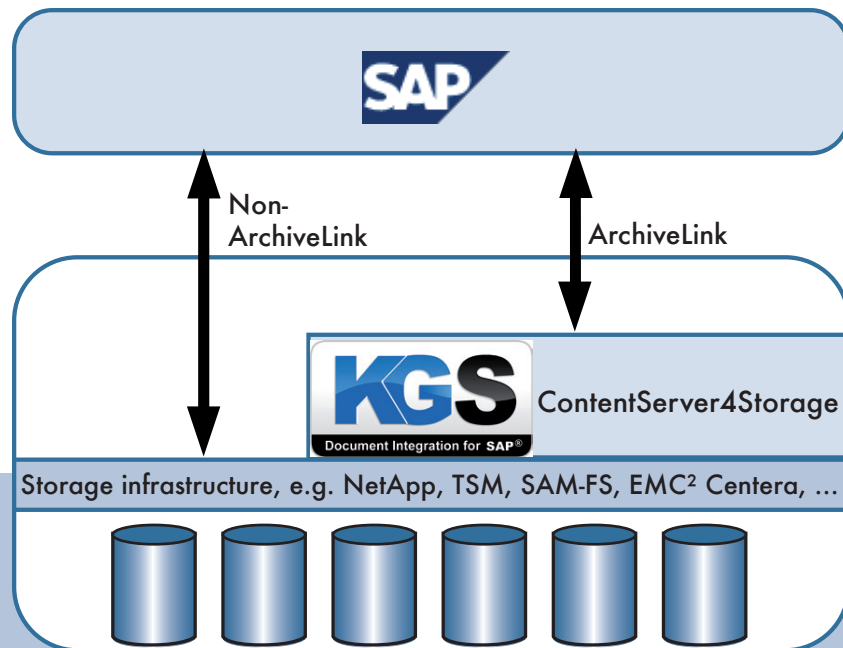 SAP
Non-
ArchiveLink
ArchiveLink
KGS
Document Integration for SAP®
ContentServer4Storage
Storage infrastructure, e.g. NetApp, TSM, SAM-FS, EMC² Centera, ...